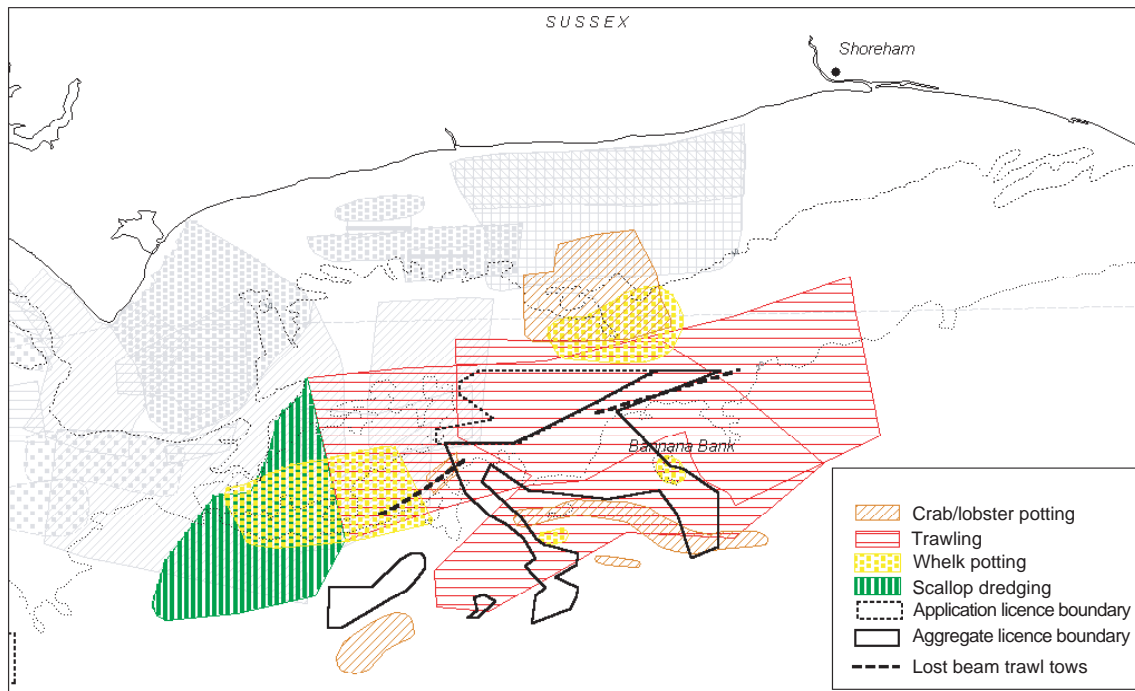 SUSSEX
Shoreham
Bannana Bank
Crab/lobster potting
Trawling
Whelk potting
Scallop dredging
Application licence boundary
Aggregate licence boundary
Lost beam trawl tows